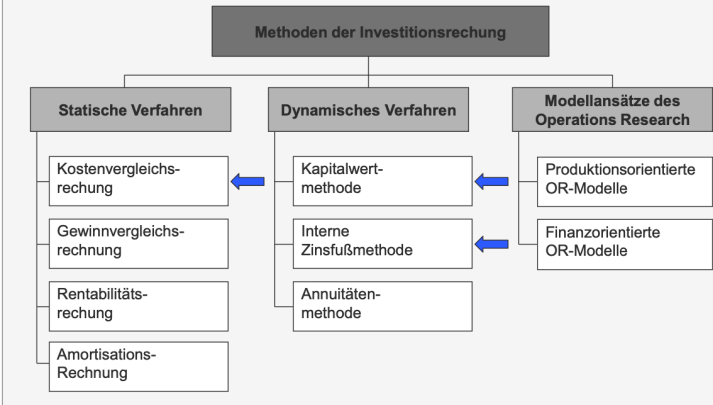 Methoden der Investitionsrechung
Statische Verfahren
Kostenvergleichs-
rechung
Gewinnvergleichs-
rechnung
Rentabilitäts-
rechung
Amortisations-
Rechnung
Dynamisches Verfahren
Kapitalwert-
methode
Interne
Zinsfußmethode
Annuitäten-
methode
Modellansätze des
Operations Research
Produktionsorientierte
OR-Modelle
Finanzorientierte
OR-Modelle